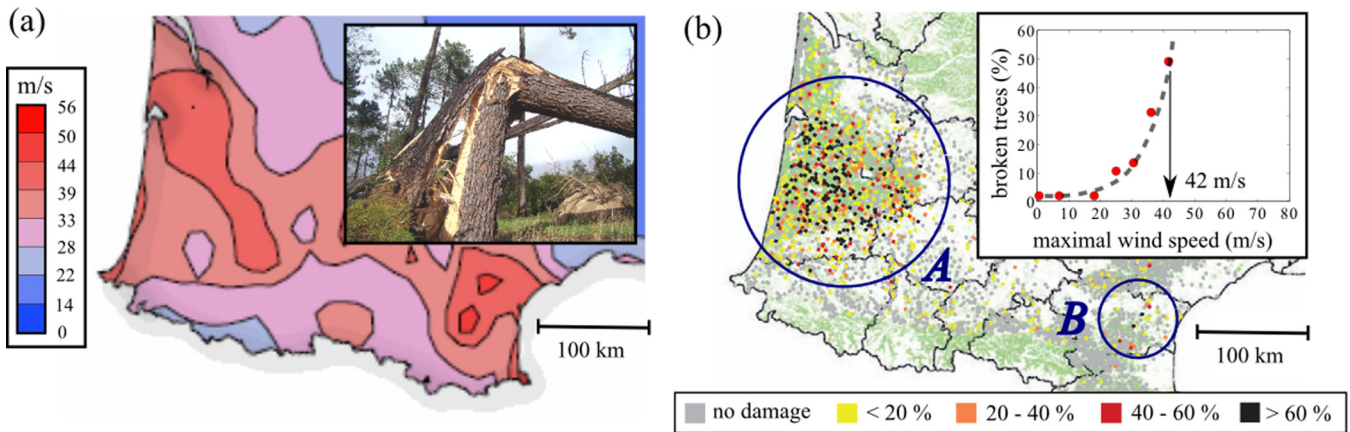 (a)
m/s
56
50
44
39
33
28
22
14
0
100 km
(b)
60
50
40
30
20
10
0
broken trees (%)
42 m/s
0 10 20 30 40 50 60 70 80
maximal wind speed (m/s)
A
B
100 km
no damage < 20 % 20 - 40 % 40 - 60 % > 60 %